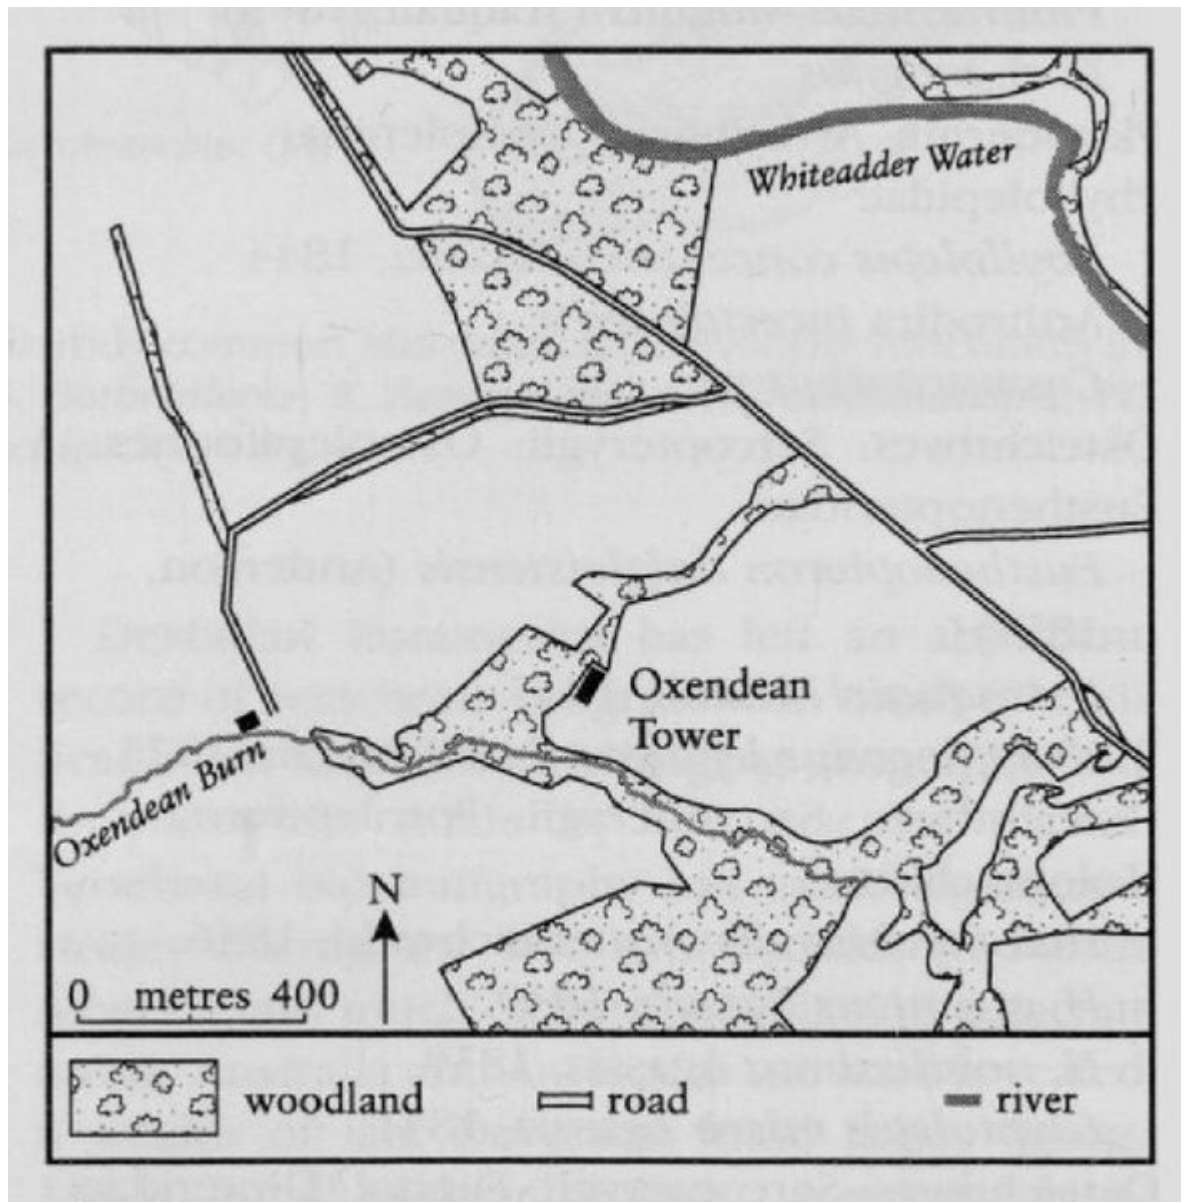 Whiteadder Water
Oxendean
Tower
Oxendean Burn
N
0 metres 400
woodland
road
river